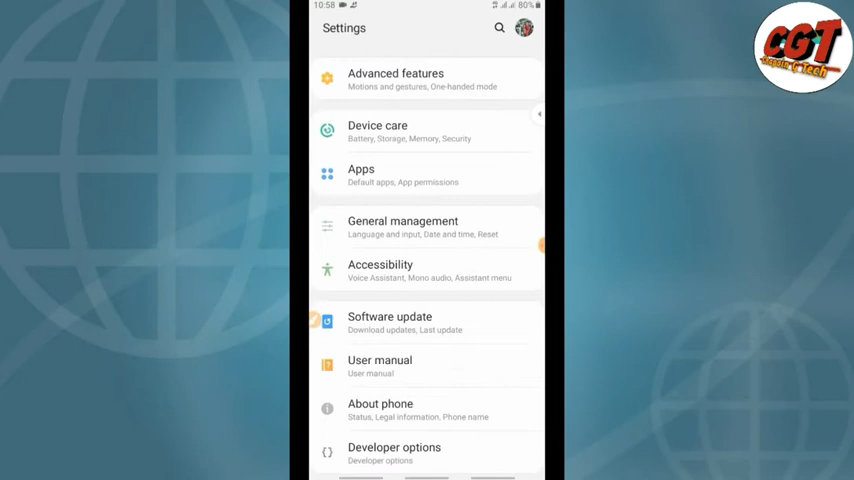 10:58
80%
Settings
Advanced features
Motions and gestures, One-handed mode
Device care
Battery, Storage, Memory, Security
Apps
Default apps, App permissions
General management
Language and input, Date and time, Reset
Accessibility
Voice Assistant, Mono audio, Assistant menu
Software update
Download updates, Last update
User manual
User manual
About phone
Status, Legal information, Phone name
Developer options
Developer options
CGT
G Tech